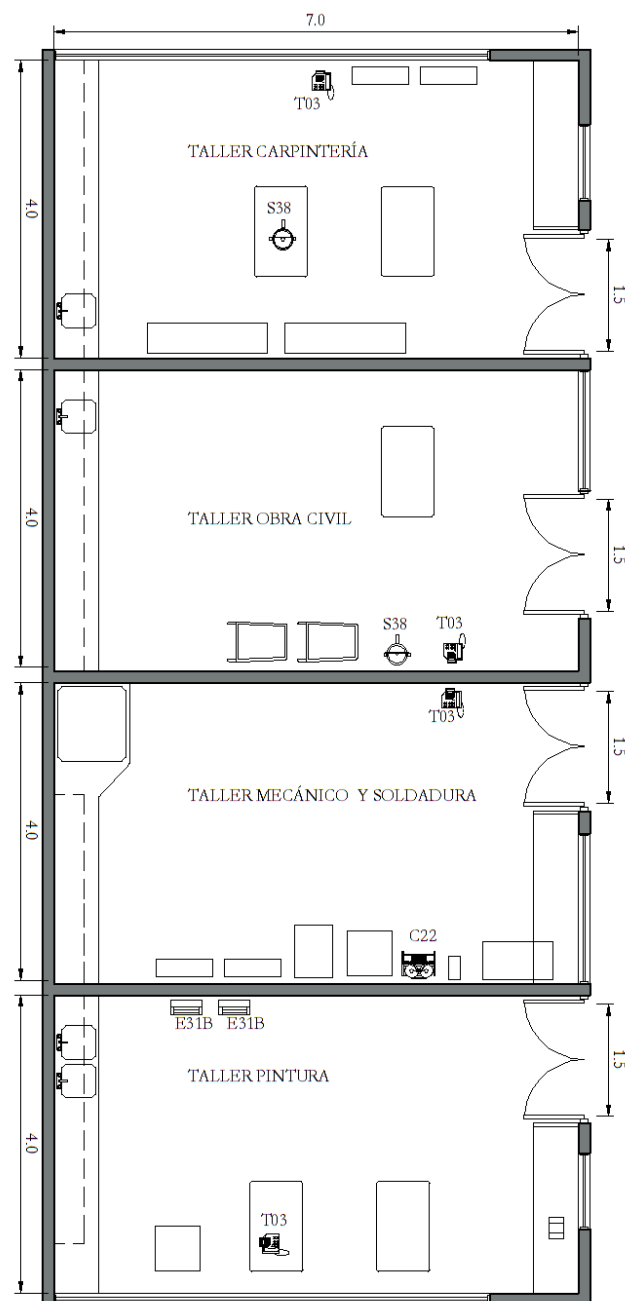 7.0
T03
TALLER CARPINTERÍA
4.0
S38
1.5
4.0
TALLER OBRA CIVIL
1.5
S38
T03
T03
1.5
TALLER MECÁNICO Y SOLDADURA
4.0
C22
E31B
E31B
1.5
TALLER PINTURA
4.0
T03